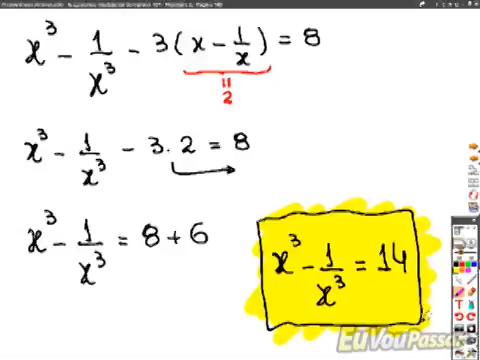 x³ - 1/x³ - 3(x - 1/x) = 8
=
2
x³ - 1/x³ - 3.2 = 8
x³ - 1/x³ = 8 + 6
x³ - 1/x³ = 14
EuVouPassar